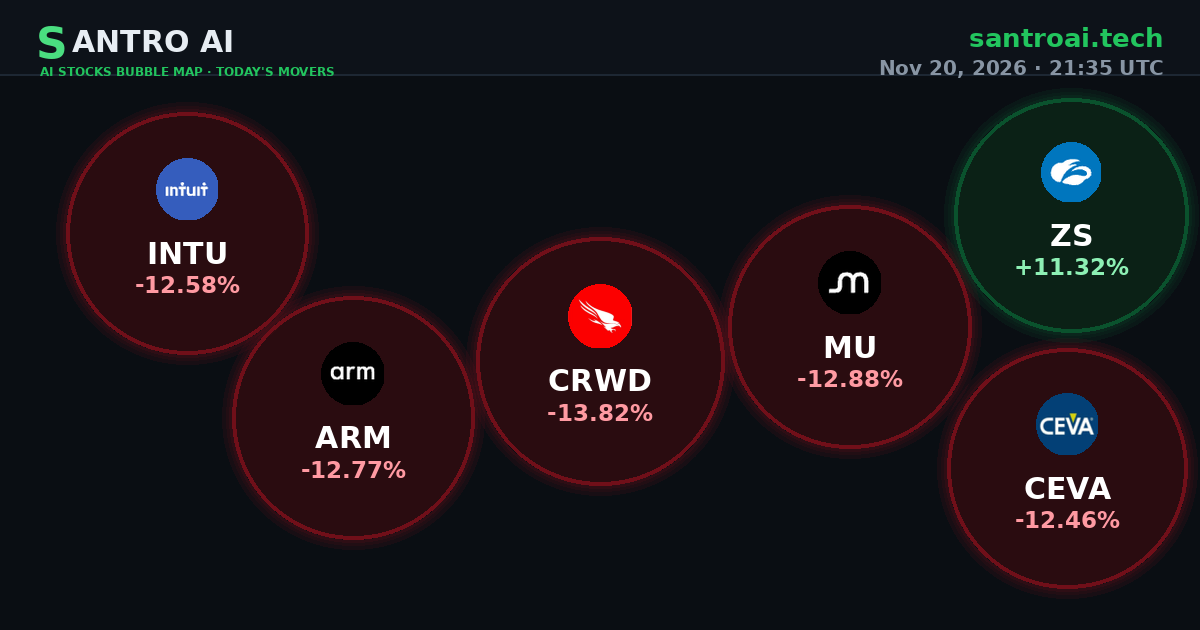 SANTRO AI
AI STOCKS BUBBLE MAP · TODAY'S MOVERS
santroai.tech
Nov 20, 2026 · 21:35 UTC
INTUIT
INTU
-12.58%
arm
ARM
-12.77%
CRWD
-13.82%
m
MU
-12.88%
ZS
+11.32%
CEVA
CEVA
-12.46%